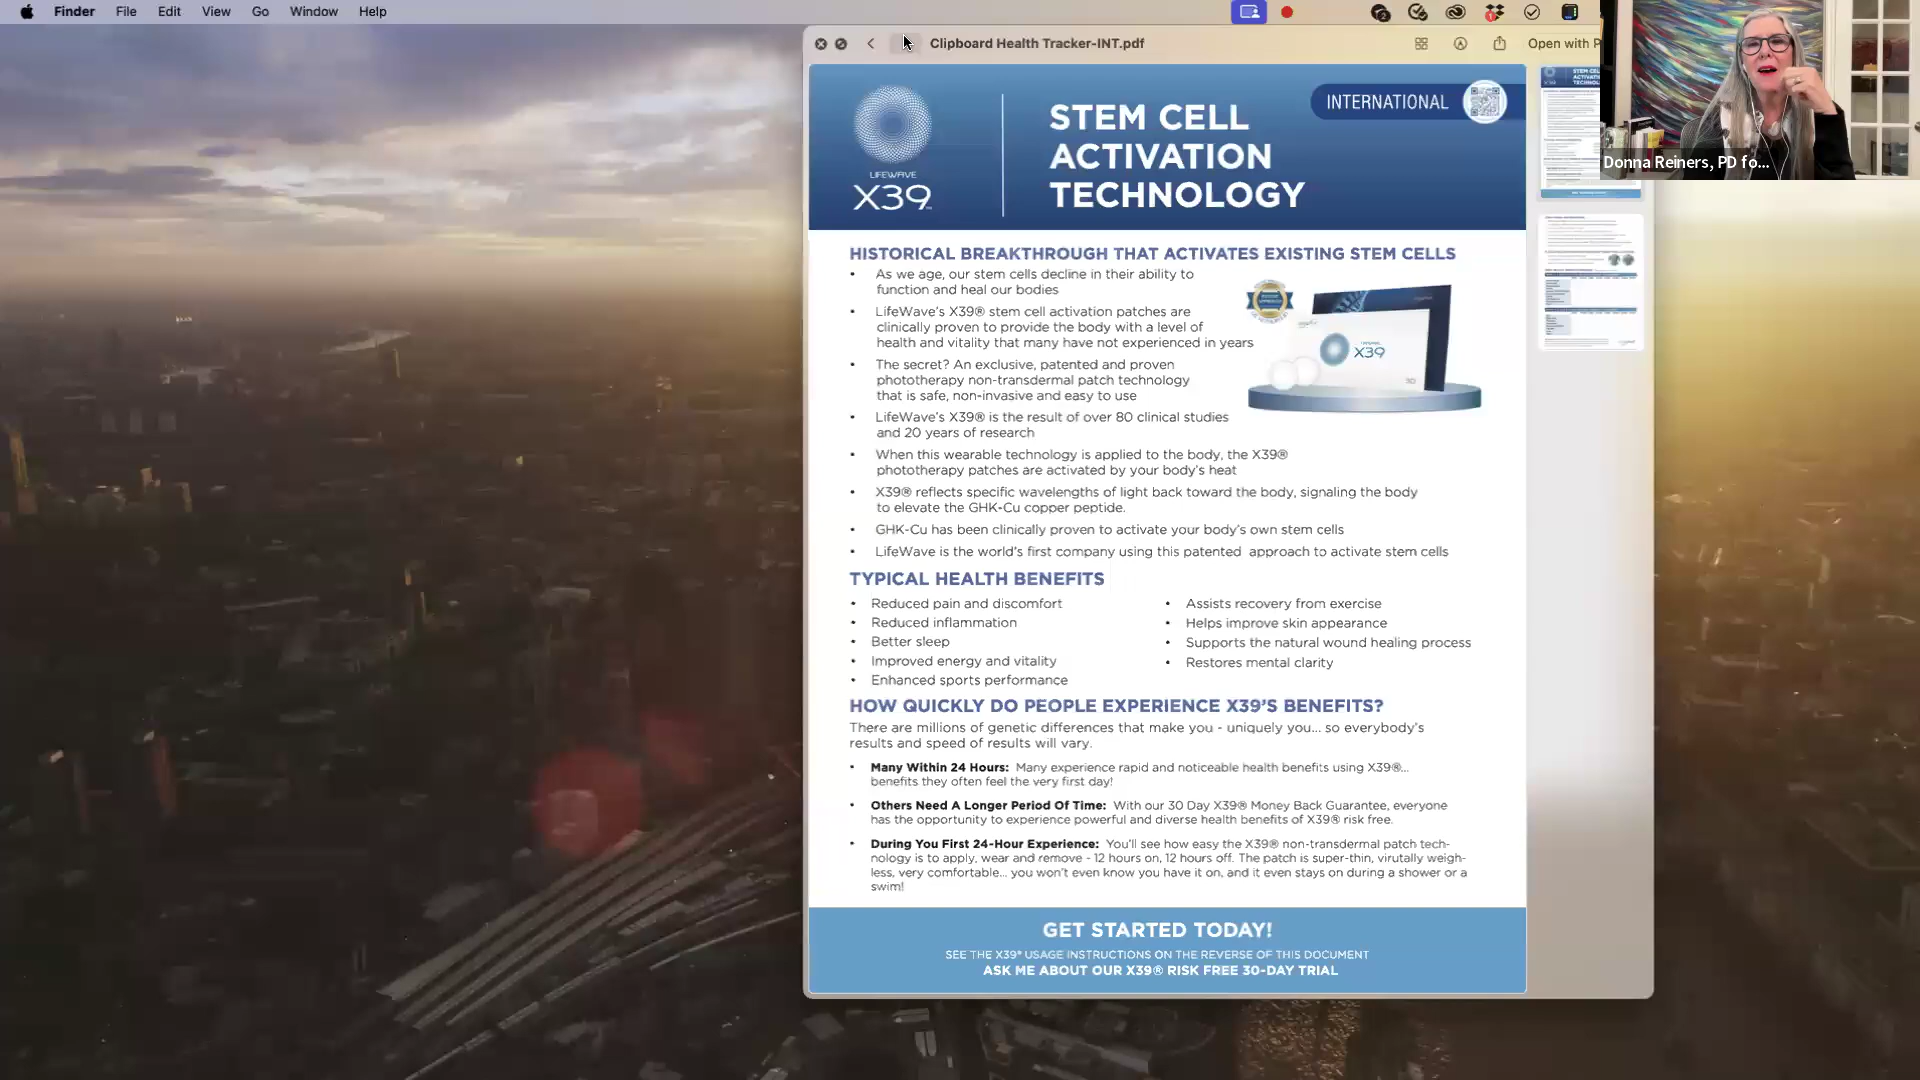 Finder File Edit View Go Window Help
Clipboard Health Tracker-INT.pdf
Open with P
Donna Reiners, PD fo...
INTERNATIONAL
LIFEWAVE
X39
STEM CELL
ACTIVATION
TECHNOLOGY
HISTORICAL BREAKTHROUGH THAT ACTIVATES EXISTING STEM CELLS
• As we age, our stem cells decline in their ability to
function and heal our bodies
• LifeWave's X39® stem cell activation patches are
clinically proven to provide the body with a level of
health and vitality that many have not experienced in years
• The secret? An exclusive, patented and proven
phototherapy non-transdermal patch technology
that is safe, non-invasive and easy to use
• LifeWave's X39® is the result of over 80 clinical studies
and 20 years of research
• When this wearable technology is applied to the body, the X39®
phototherapy patches are activated by your body's heat
• X39® reflects specific wavelengths of light back toward the body, signaling the body
to elevate the GHK-Cu copper peptide.
• GHK-Cu has been clinically proven to activate your body's own stem cells
• LifeWave is the world's first company using this patented approach to activate stem cells
X39
TYPICAL HEALTH BENEFITS
• Reduced pain and discomfort
• Reduced inflammation
• Better sleep
• Improved energy and vitality
• Enhanced sports performance
• Assists recovery from exercise
• Helps improve skin appearance
• Supports the natural wound healing process
• Restores mental clarity
HOW QUICKLY DO PEOPLE EXPERIENCE X39'S BENEFITS?
There are millions of genetic differences that make you - uniquely you... so everybody's
results and speed of results will vary.
• Many Within 24 Hours: Many experience rapid and noticeable health benefits using X39®...
benefits they often feel the very first day!
• Others Need A Longer Period Of Time: With our 30 Day X39® Money Back Guarantee, everyone
has the opportunity to experience powerful and diverse health benefits of X39® risk free.
• During You First 24-Hour Experience: You'll see how easy the X39® non-transdermal patch tech-
nology is to apply, wear and remove - 12 hours on, 12 hours off. The patch is super-thin, virutally weigh-
less, very comfortable... you won't even know you have it on, and it even stays on during a shower or a
swim!
GET STARTED TODAY!
SEE THE X39® USAGE INSTRUCTIONS ON THE REVERSE OF THIS DOCUMENT
ASK ME ABOUT OUR X39® RISK FREE 30-DAY TRIAL